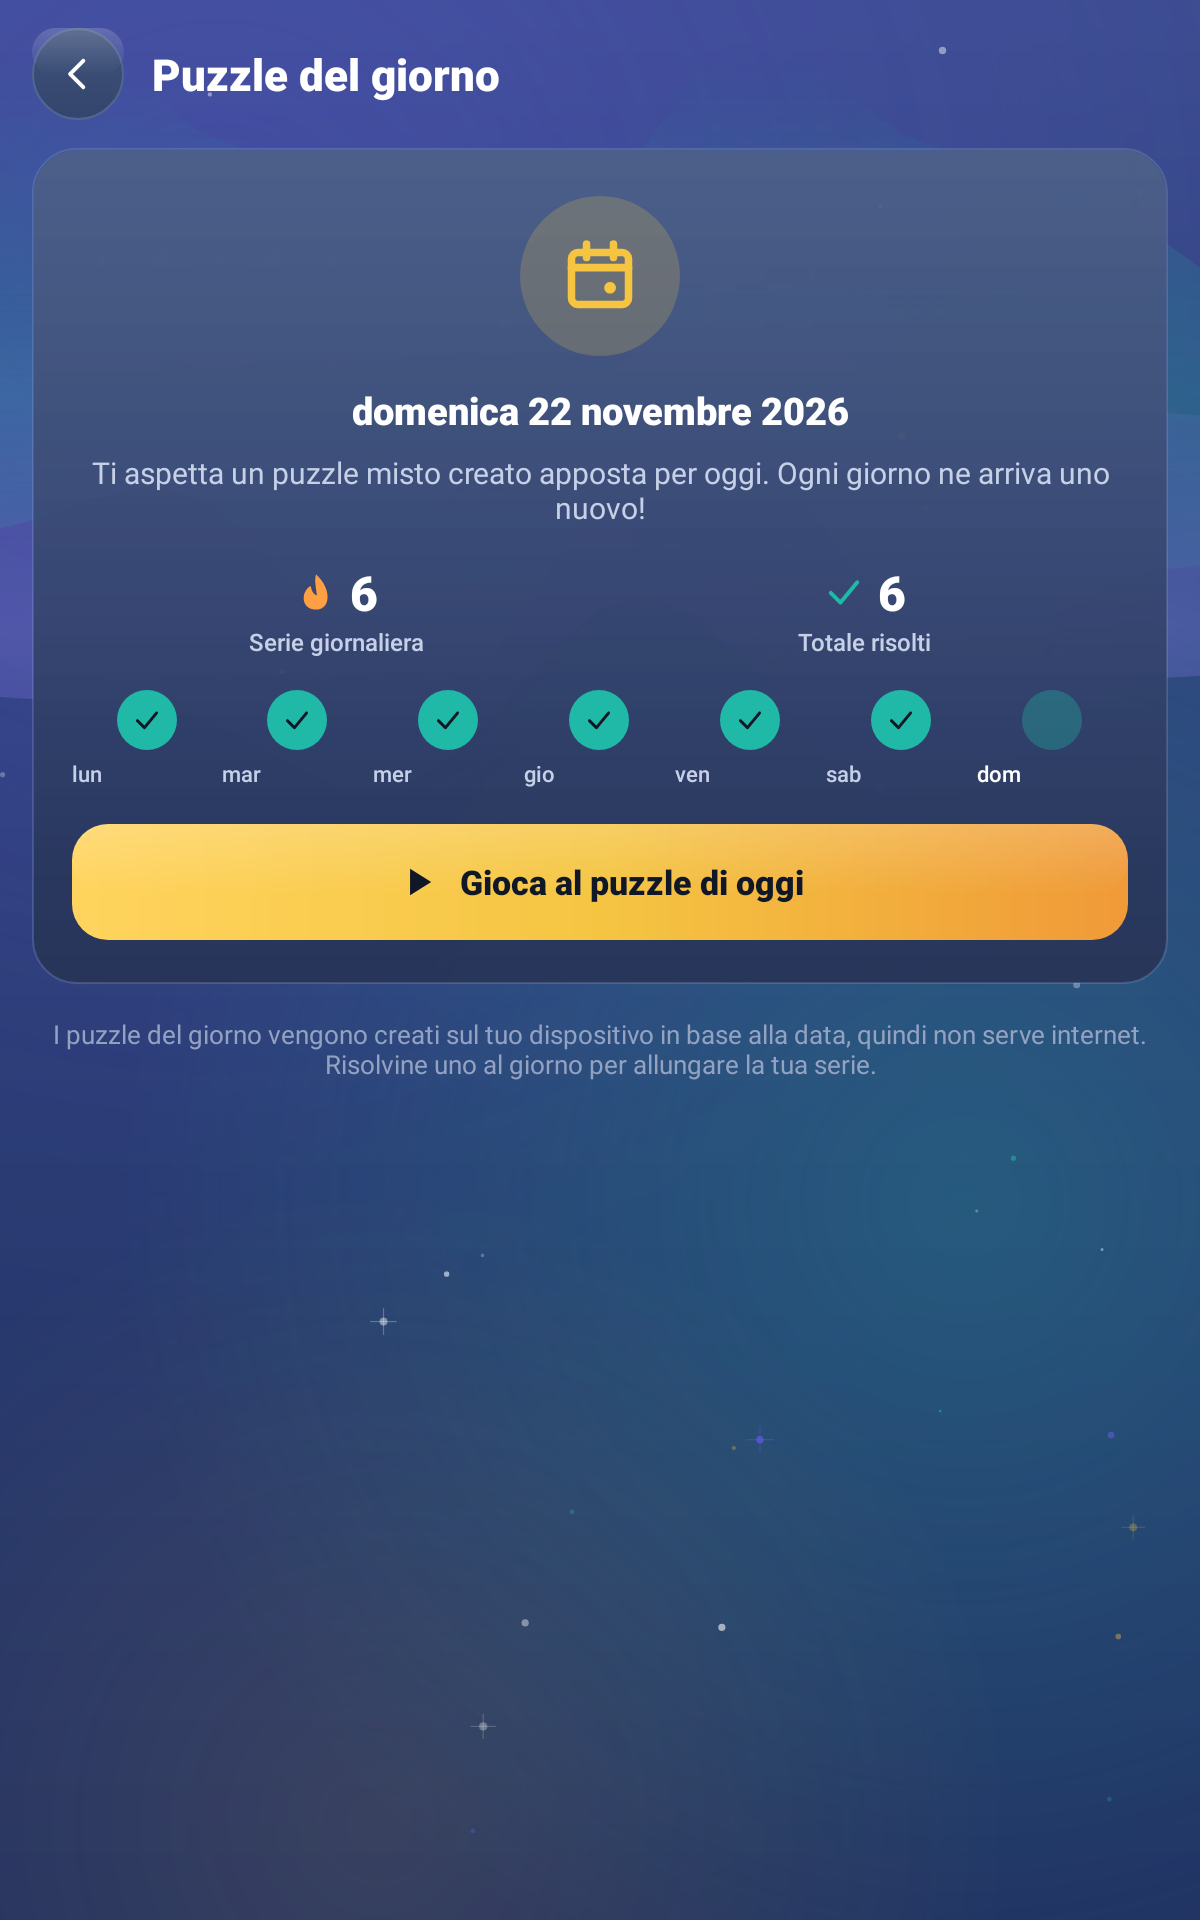 Puzzle del giorno
domenica 22 novembre 2026
Ti aspetta un puzzle misto creato apposta per oggi. Ogni giorno ne arriva uno
nuovo!
6
Serie giornaliera
6
Totale risolti
lun mar mer gio ven sab dom
Gioca al puzzle di oggi
I puzzle del giorno vengono creati sul tuo dispositivo in base alla data, quindi non serve internet.
Risolvine uno al giorno per allungare la tua serie.